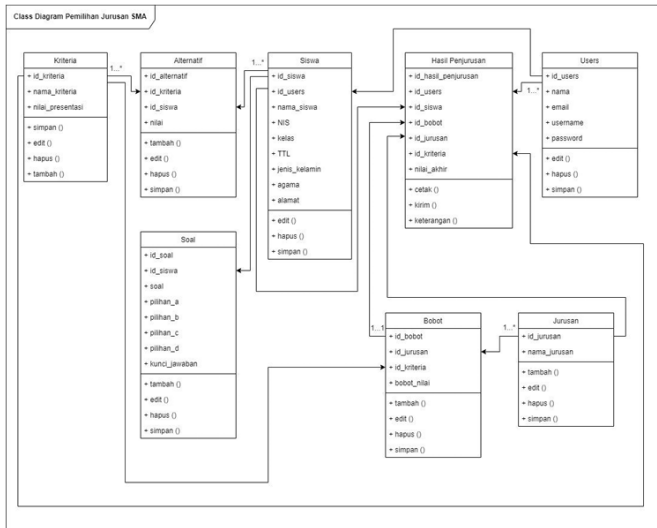 Class Diagram Pemilihan Jurusan SMA
Kriteria
+ id_kriteria
+ nama_kriteria
+ nilai_presentasi
+ simpan ()
+ edit ()
+ hapus ()
+ tambah ()
1...*
Alternatif
+ id_alternatif
+ id_kriteria
+ id_siswa
+ nilai
+ tambah ()
+ edit ()
+ hapus ()
+ simpan ()
1...*
Siswa
+ id_siswa
+ id_users
+ nama_siswa
+ NIS
+ kelas
+ TTL
+ jenis_kelamin
+ agama
+ alamat
+ edit ()
+ hapus ()
+ simpan ()
Hasil Penjurusan
+ id_hasil_penjurusan
+ id_users
+ id_siswa
+ id_bobot
+ id_jurusan
+ id_kriteria
+ nilai_akhir
+ cetak ()
+ kirim ()
+ keterangan ()
1...*
Users
+ id_users
+ nama
+ email
+ username
+ password
+ edit ()
+ hapus ()
+ simpan ()
Soal
+ id_soal
+ id_siswa
+ soal
+ pilihan_a
+ pilihan_b
+ pilihan_c
+ pilihan_d
+ kunci_jawaban
+ tambah ()
+ edit ()
+ hapus ()
+ simpan ()
1...1
Bobot
+ id_bobot
+ id_jurusan
+ id_kriteria
+ bobot_nilai
+ tambah ()
+ edit ()
+ hapus ()
+ simpan ()
1...*
Jurusan
+ id_jurusan
+ nama_jurusan
+ tambah ()
+ edit ()
+ hapus ()
+ simpan ()